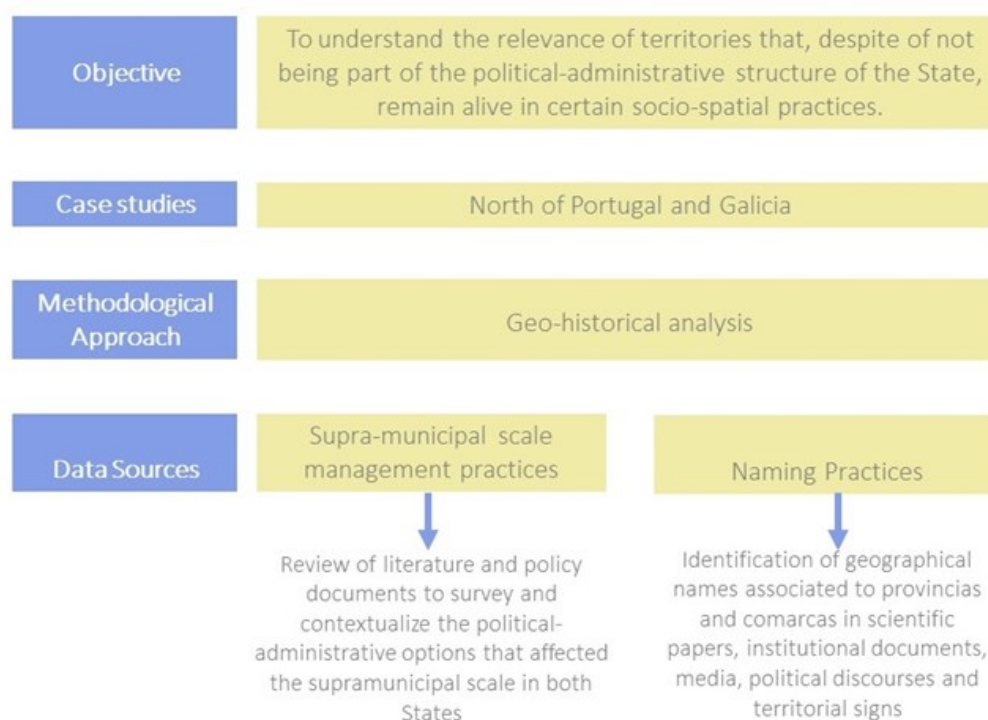 Objective
To understand the relevance of territories that, despite of not
being part of the political-administrative structure of the State,
remain alive in certain socio-spatial practices.
Case studies
North of Portugal and Galicia
Methodological
Approach
Geo-historical analysis
Data Sources
Supra-municipal scale
management practices
Review of literature and policy
documents to survey and
contextualize the political-
administrative options that affected
the supramunicipal scale in both
States
Naming Practices
Identification of geographical
names associated to provincias
and comarcas in scientific
papers, institutional documents,
media, political discourses and
territorial signs